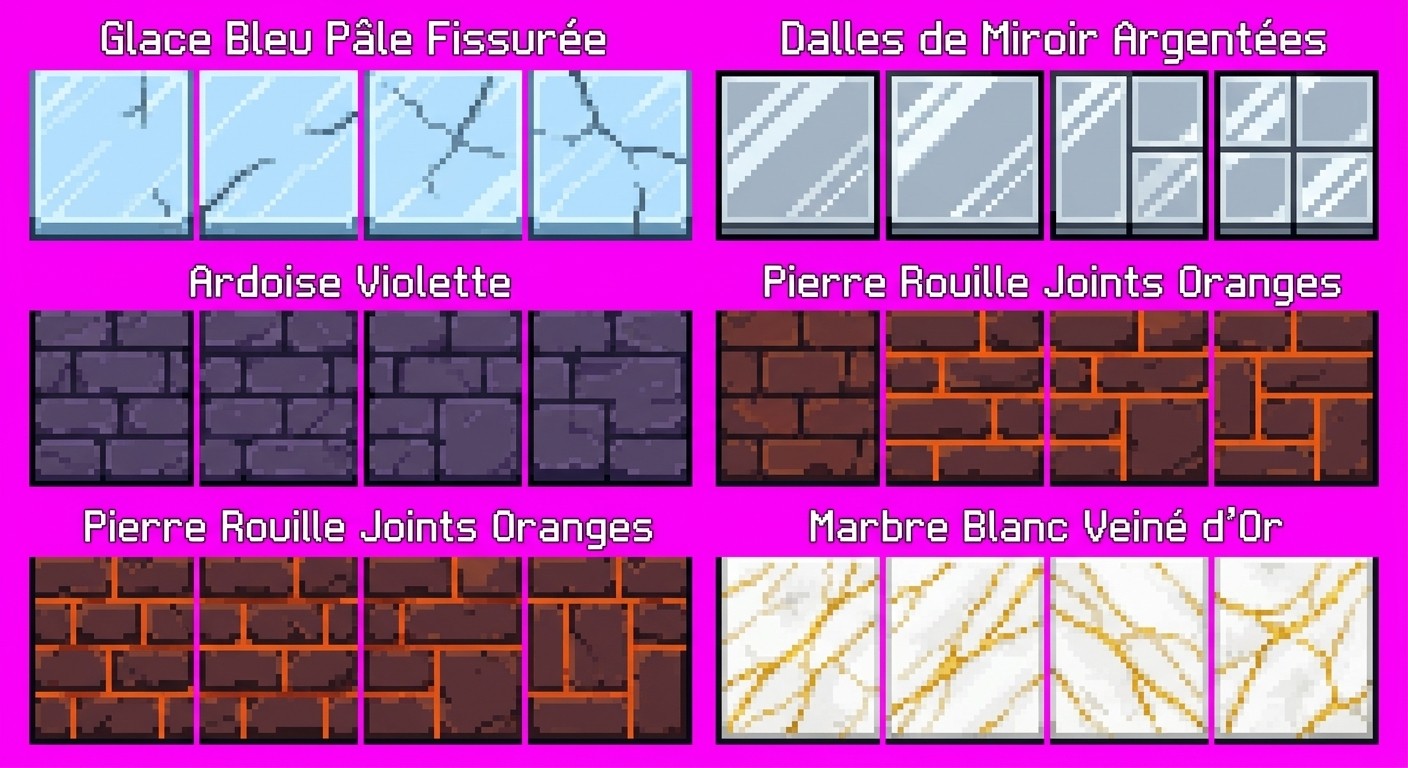 Glace Bleu Pâle Fissurée
Dalles de Miroir Argentées
Ardoise Violette
Pierre Rouille Joints Oranges
Pierre Rouille Joints Oranges
Marbre Blanc Veiné d'Or